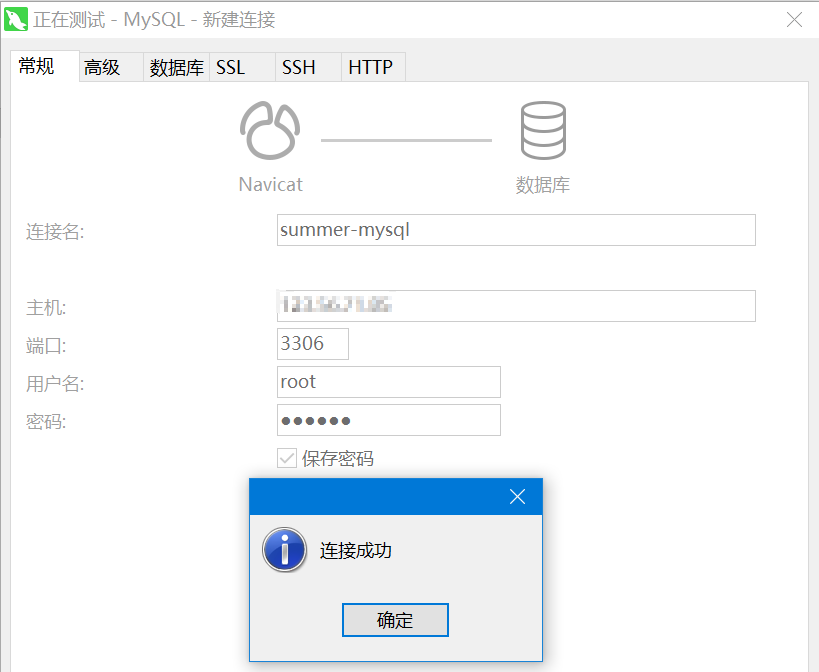 正在测试 - MySQL - 新建连接
常规 高级 数据库 SSL SSH HTTP
Navicat 数据库
连接名: summer-mysql
主机:
端口: 3306
用户名: root
密码: ●●●●●●
保存密码
连接成功
确定